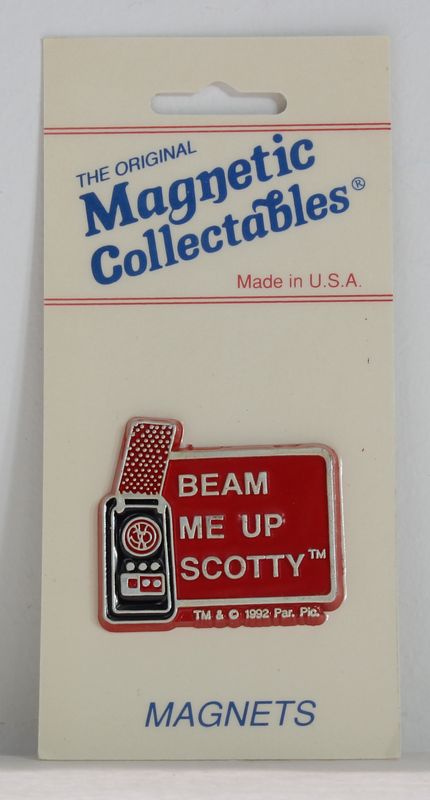 THE ORIGINAL
Magnetic
Collectables®
Made in U.S.A.
BEAM
ME UP
SCOTTY™
TM & © 1992 Par. Pic.
MAGNETS